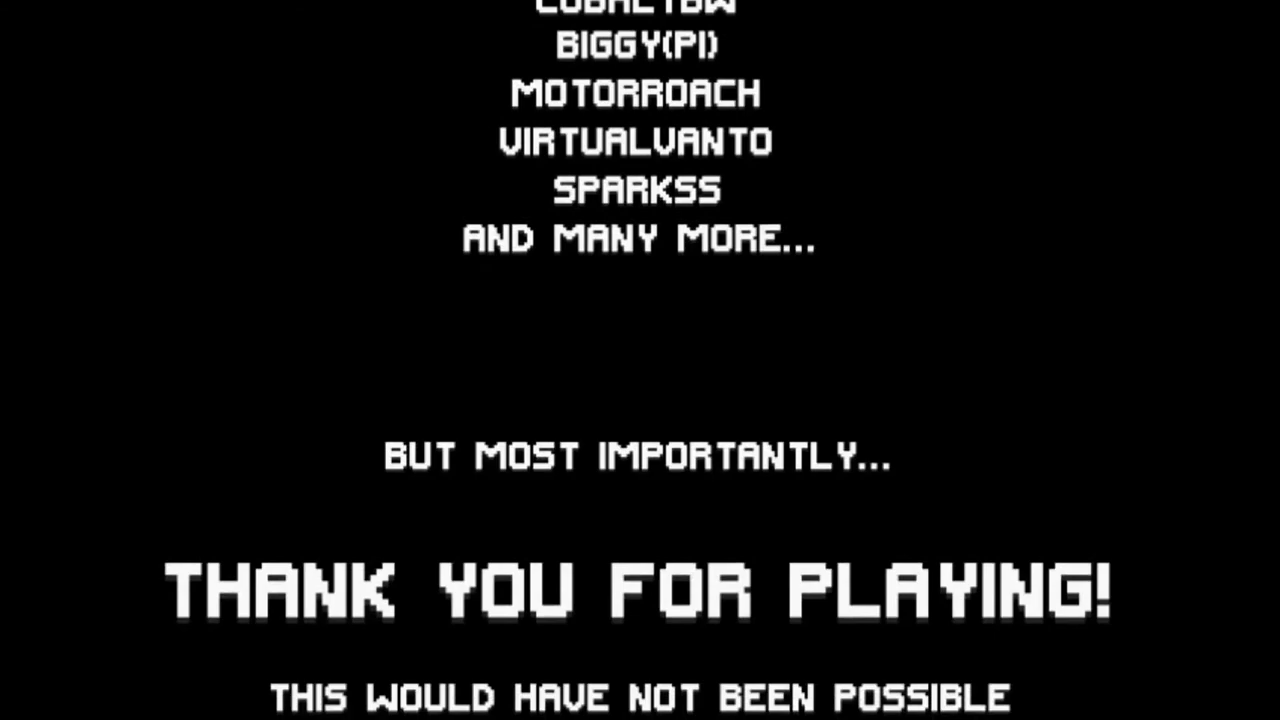 COBALTBW
BIGGY(PI)
MOTORROACH
VIRTUALVANTO
SPARKSS
AND MANY MORE...
BUT MOST IMPORTANTLY...
THANK YOU FOR PLAYING!
THIS WOULD HAVE NOT BEEN POSSIBLE